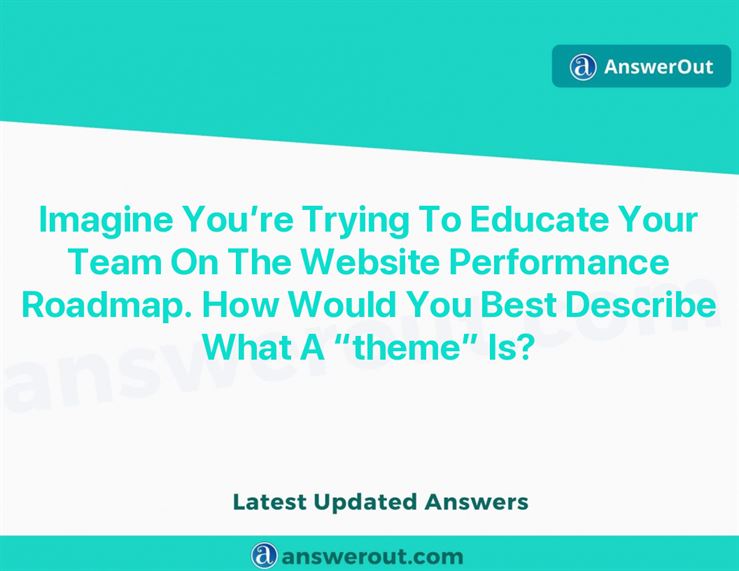 AnswerOut
Imagine You’re Trying To Educate Your
Team On The Website Performance
Roadmap. How Would You Best Describe
What A “theme” Is?
answerout.com
Latest Updated Answers
answerout.com